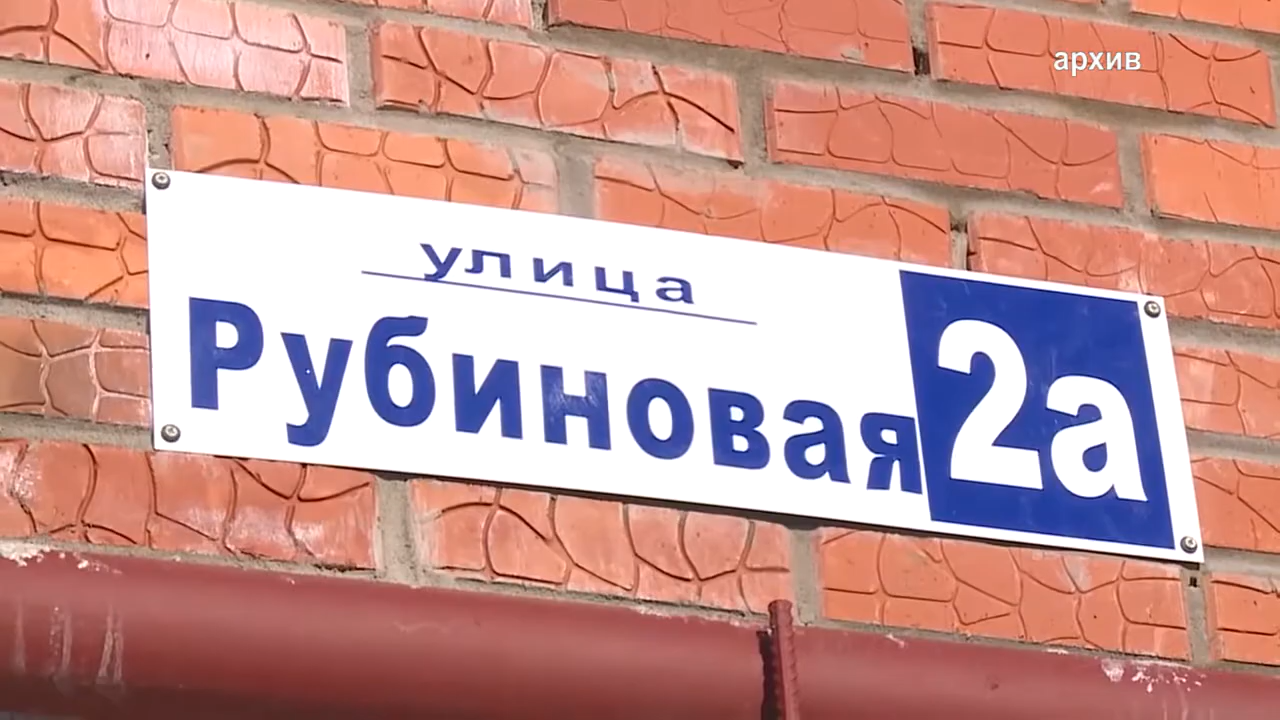 архив
улица
Рубиновая 2а